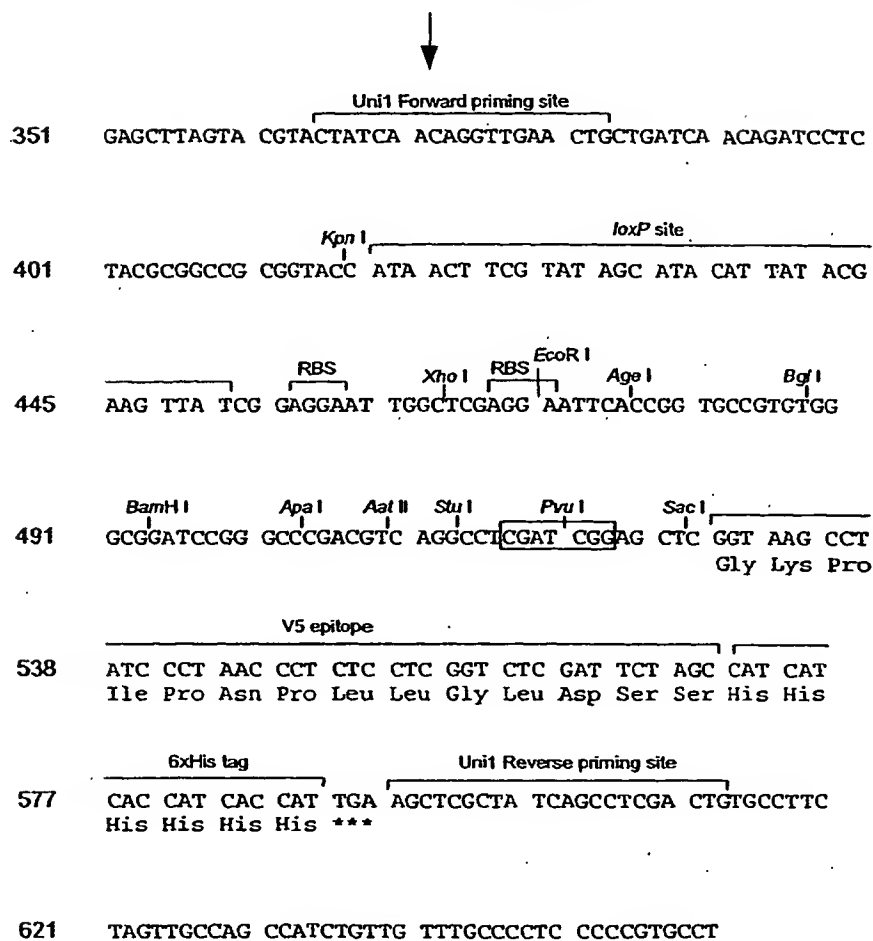 Uni1 Forward priming site
351 GAGCTTAGTA CGTACTATCA ACAGGTTGAA CTGCTGATCA ACAGATCCTC
Kpn I loxP site
401 TACGCGGCCG CGGTACC ATA ACT TCG TAT AGC ATA CAT TAT ACG
RBS Xho I RBS EcoR I Age I Bgl I
445 AAG TTA TCGG AGGAAT TGGCTCGAGG AATTCACCGG TGCCGTGTGG
BamH I Apa I Aat II Stu I Pvu I Sac I
491 GCGGATCCGG GCCCGACGTC AGGCCTCGAT CGGAG CTC GGT AAG CCT
Gly Lys Pro
V5 epitope
538 ATC CCT AAC CCT CTC CTC GGT CTC GAT TCT AGC CAT CAT
Ile Pro Asn Pro Leu Leu Gly Leu Asp Ser Ser His His
6xHis tag Uni1 Reverse priming site
577 CAC CAT CAC CAT TGA AGCTCGCTA TCAGCCTCGA CTGTGCCTTC
His His His His ***
621 TAGTTGCCAG CCATCTGTTG TTTGCCCCTC CCCCGTGCCT